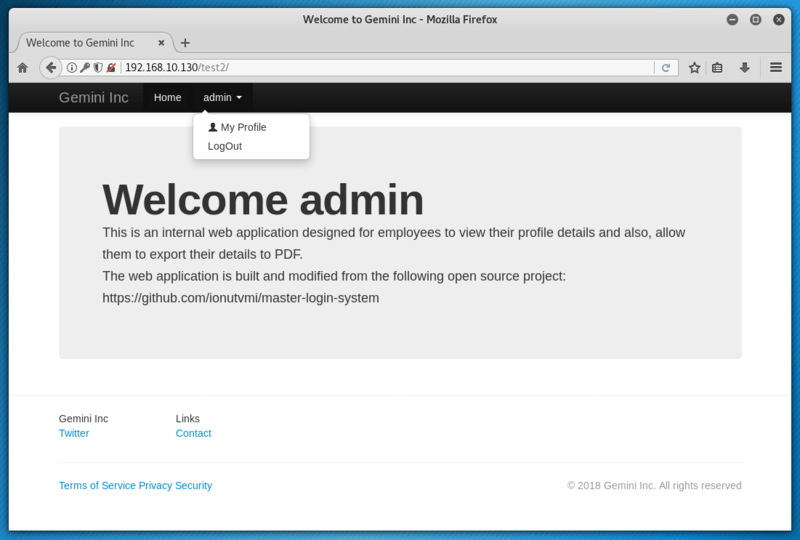 Welcome to Gemini Inc - Mozilla Firefox
Welcome to Gemini Inc
192.168.10.130/test2/
Gemini Inc
Home
admin
My Profile
LogOut
Welcome admin
This is an internal web application designed for employees to view their profile details and also, allow
them to export their details to PDF.
The web application is built and modified from the following open source project:
https://github.com/ionutvmi/master-login-system
Gemini Inc
Twitter
Links
Contact
Terms of Service Privacy Security
© 2018 Gemini Inc. All rights reserved